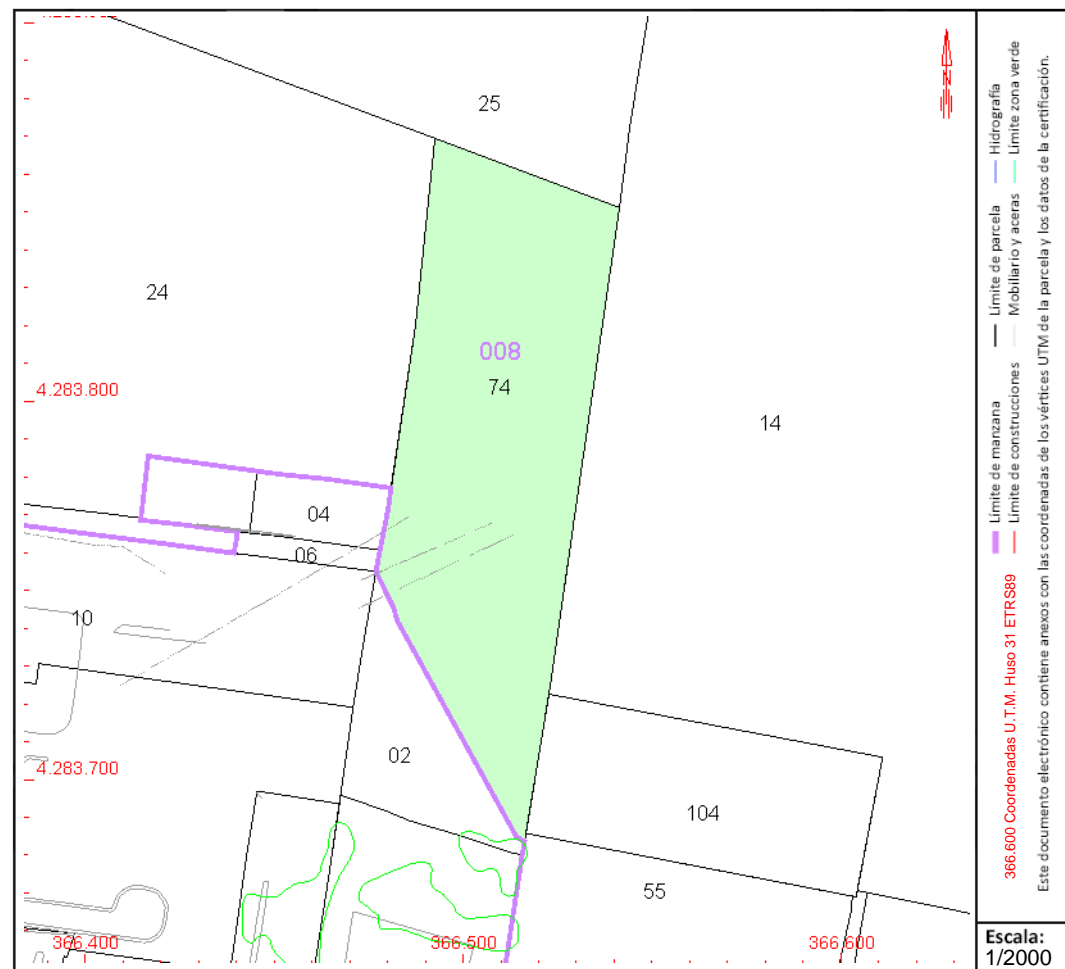 25
24
008
74
4.283.800
14
04
06
10
4.283.700
02
104
55
366.400
366.500
366.600
N
Límite de manzana
Límite de parcela
Hidrografía
366.600 Coordenadas U.T.M. Huso 31 ETRS89
Límite de construcciones
Mobiliario y aceras
Límite zona verde
Este documento electrónico contiene anexos con las coordenadas de los vértices UTM de la parcela y los datos de la certificación.
Escala:
1/2000